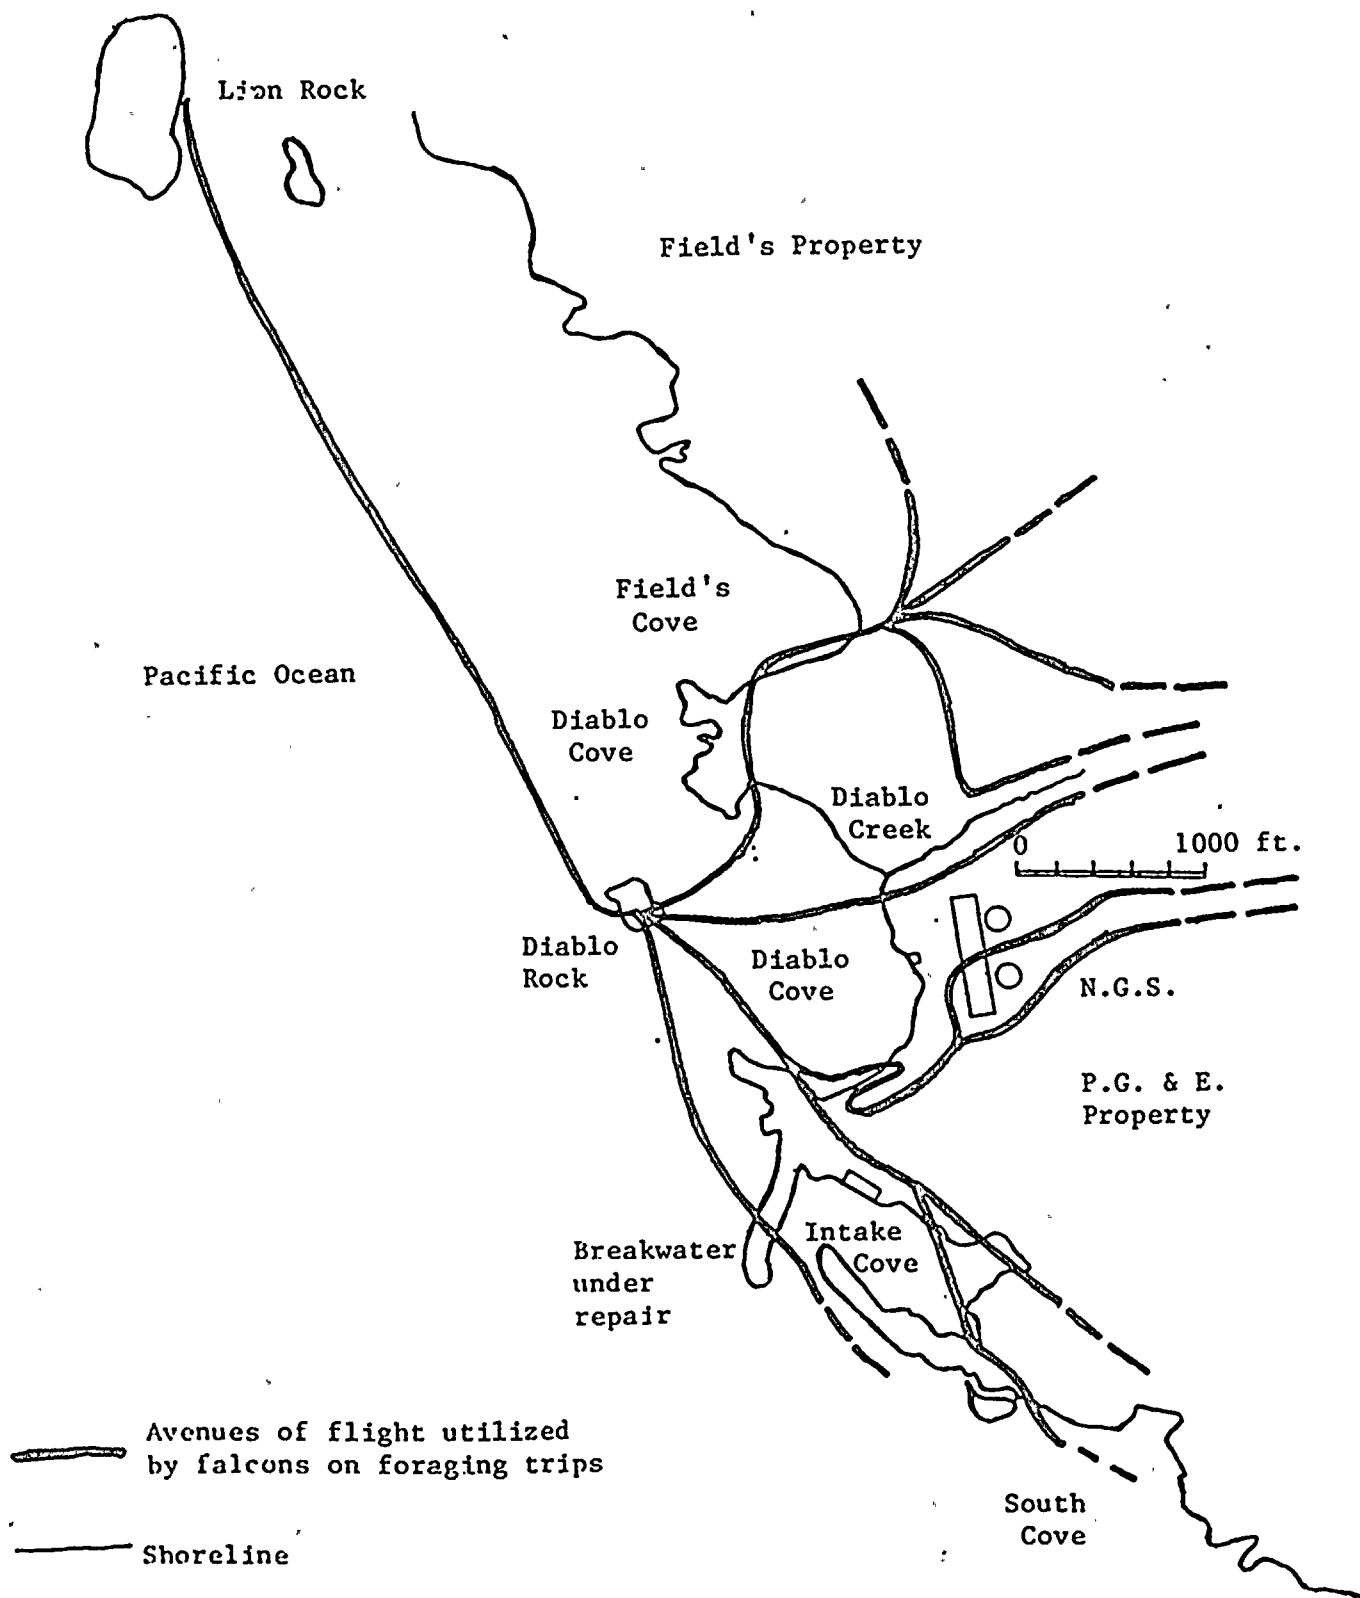 Lion Rock
Field's Property
Field's
Cove
Pacific Ocean
Diablo
Cove
Diablo
Creek
0 1000 ft.
Diablo
Rock
Diablo
Cove
N.G.S.
P.G. & E.
Property
Intake
Cove
Breakwater
under
repair
Avenues of flight utilized
by falcons on foraging trips
South
Cove
Shoreline